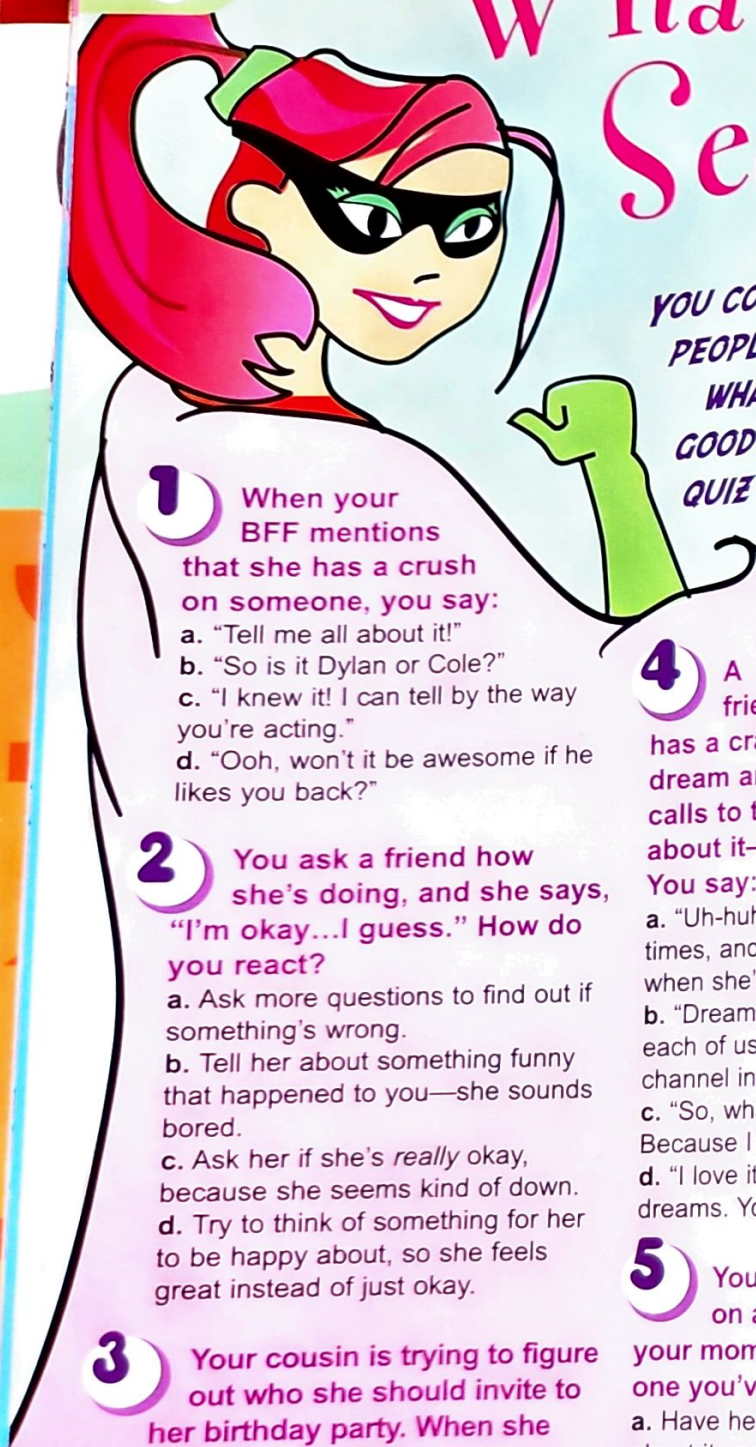 Se
YOU CO
PEOPL
WHA
GOOD
QUIZ
1
When your
BFF mentions
that she has a crush
on someone, you say:
a. “Tell me all about it!”
b. “So is it Dylan or Cole?”
c. “I knew it! I can tell by the way
you’re acting.”
d. “Ooh, won’t it be awesome if he
likes you back?”
2
You ask a friend how
she’s doing, and she says,
“I’m okay...I guess.” How do
you react?
a. Ask more questions to find out if
something’s wrong.
b. Tell her about something funny
that happened to you—she sounds
bored.
c. Ask her if she’s really okay,
because she seems kind of down.
d. Try to think of something for her
to be happy about, so she feels
great instead of just okay.
3
Your cousin is trying to figure
out who she should invite to
her birthday party. When she
4
A
frie
has a cra
dream a
calls to t
about it—
You say:
a. “Uh-huh
times, and
when she’
b. “Dream
each of us
channel in
c. “So, wh
Because I
d. “I love it
dreams. Yo
5
You
on a
your mom
one you’v
a. Have he